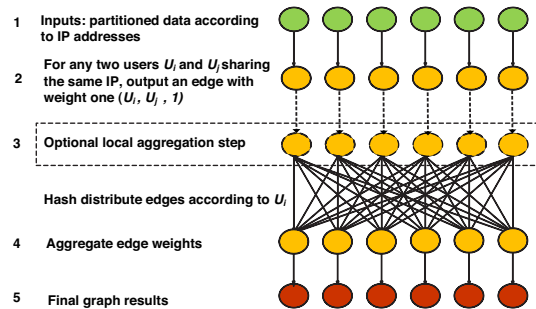 1 Inputs: partitioned data according
to IP addresses
2 For any two users Ui and Uj sharing
the same IP, output an edge with
weight one (Ui , Uj , 1)
3 Optional local aggregation step
Hash distribute edges according to Ui
4 Aggregate edge weights
5 Final graph results